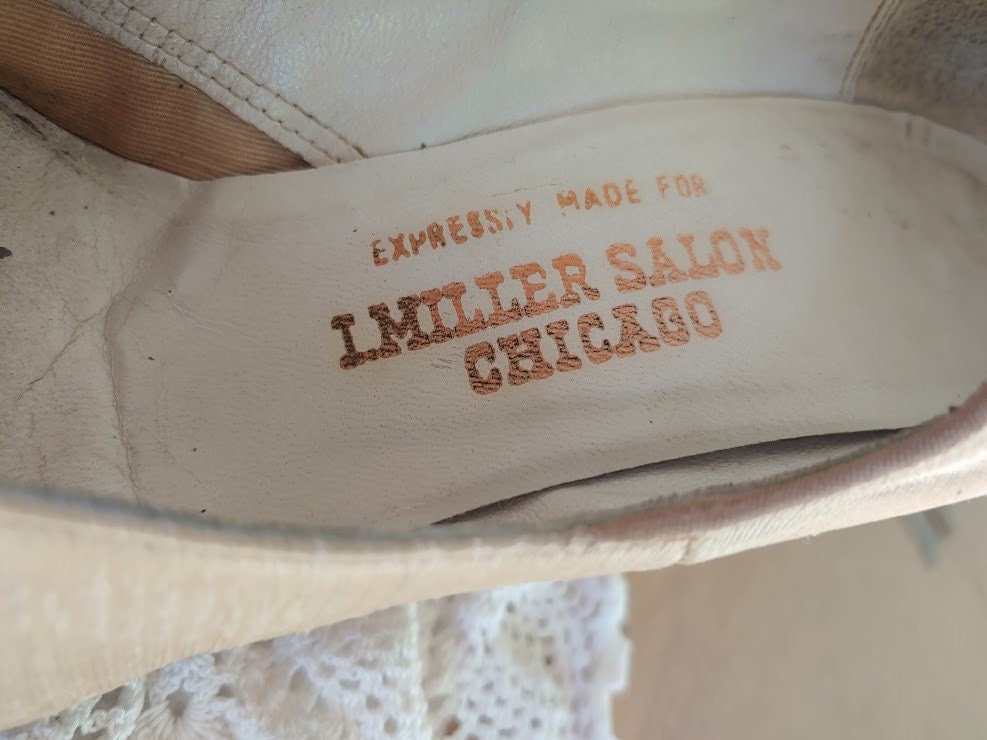 EXPRESSLY MADE FOR
I.MILLER SALON
CHICAGO